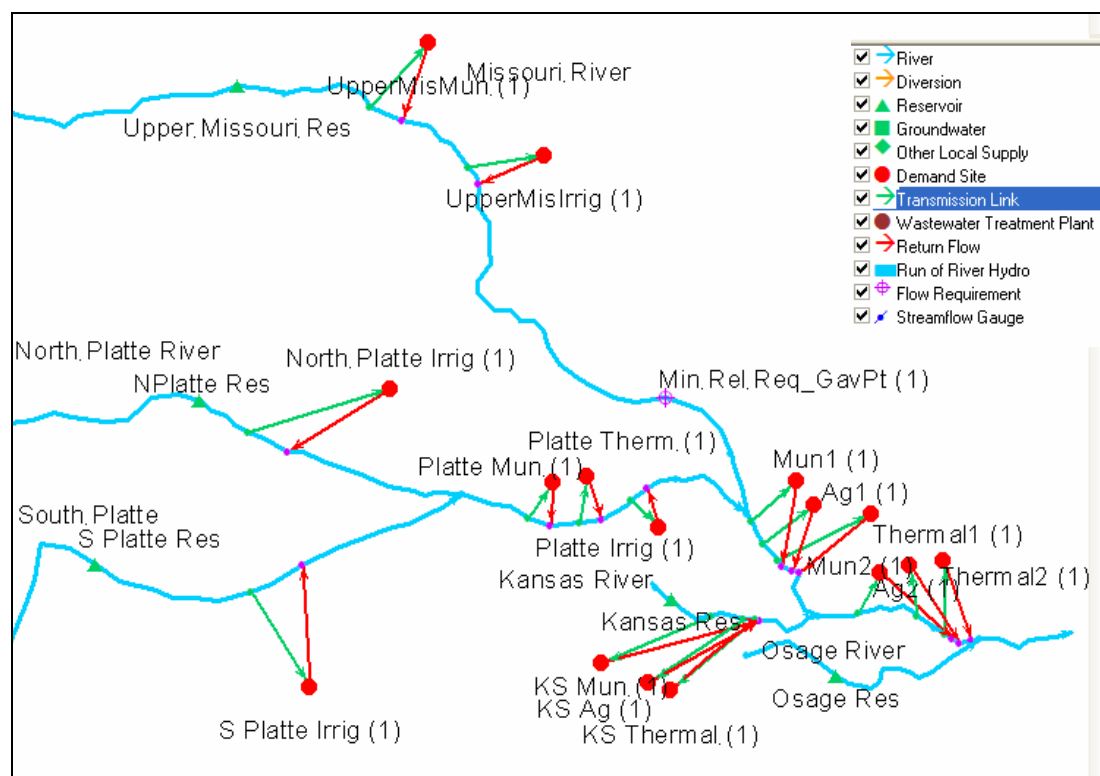 Missouri River
UpperMisMun (1)
Upper Missouri Res
UpperMisIrrig (1)
River
Diversion
Reservoir
Groundwater
Other Local Supply
Demand Site
Transmission Link
Wastewater Treatment Plant
Return Flow
Run of River Hydro
Flow Requirement
Streamflow Gauge
North Platte River
NPlatte Res
North Platte Irrig (1)
Min Rel Req_GavPt (1)
Platte Therm (1)
Platte Mun (1)
Platte Irrig (1)
Mun1 (1)
Ag1 (1)
Thermal1 (1)
South Platte
S Platte Res
Kansas River
Mun2 (1)
Ag2 (1)
Thermal2 (1)
Kansas Res
Osage River
Osage Res
KS Mun (1)
KS Ag (1)
KS Thermal (1)
S Platte Irrig (1)